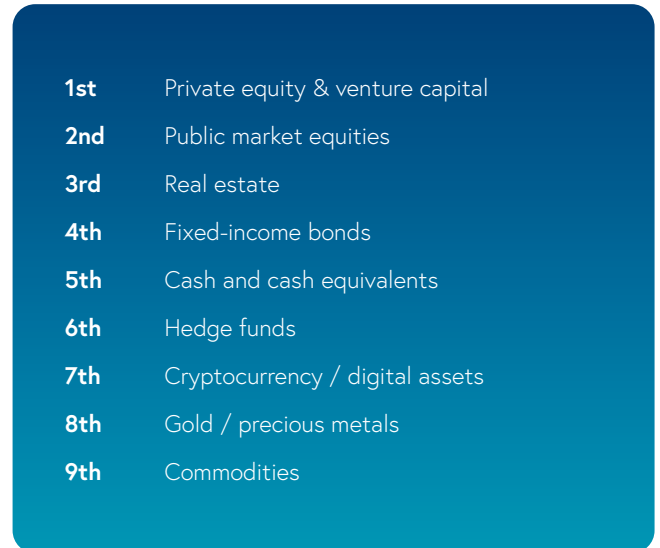 1st Private equity & venture capital
2nd Public market equities
3rd Real estate
4th Fixed-income bonds
5th Cash and cash equivalents
6th Hedge funds
7th Cryptocurrency / digital assets
8th Gold / precious metals
9th Commodities